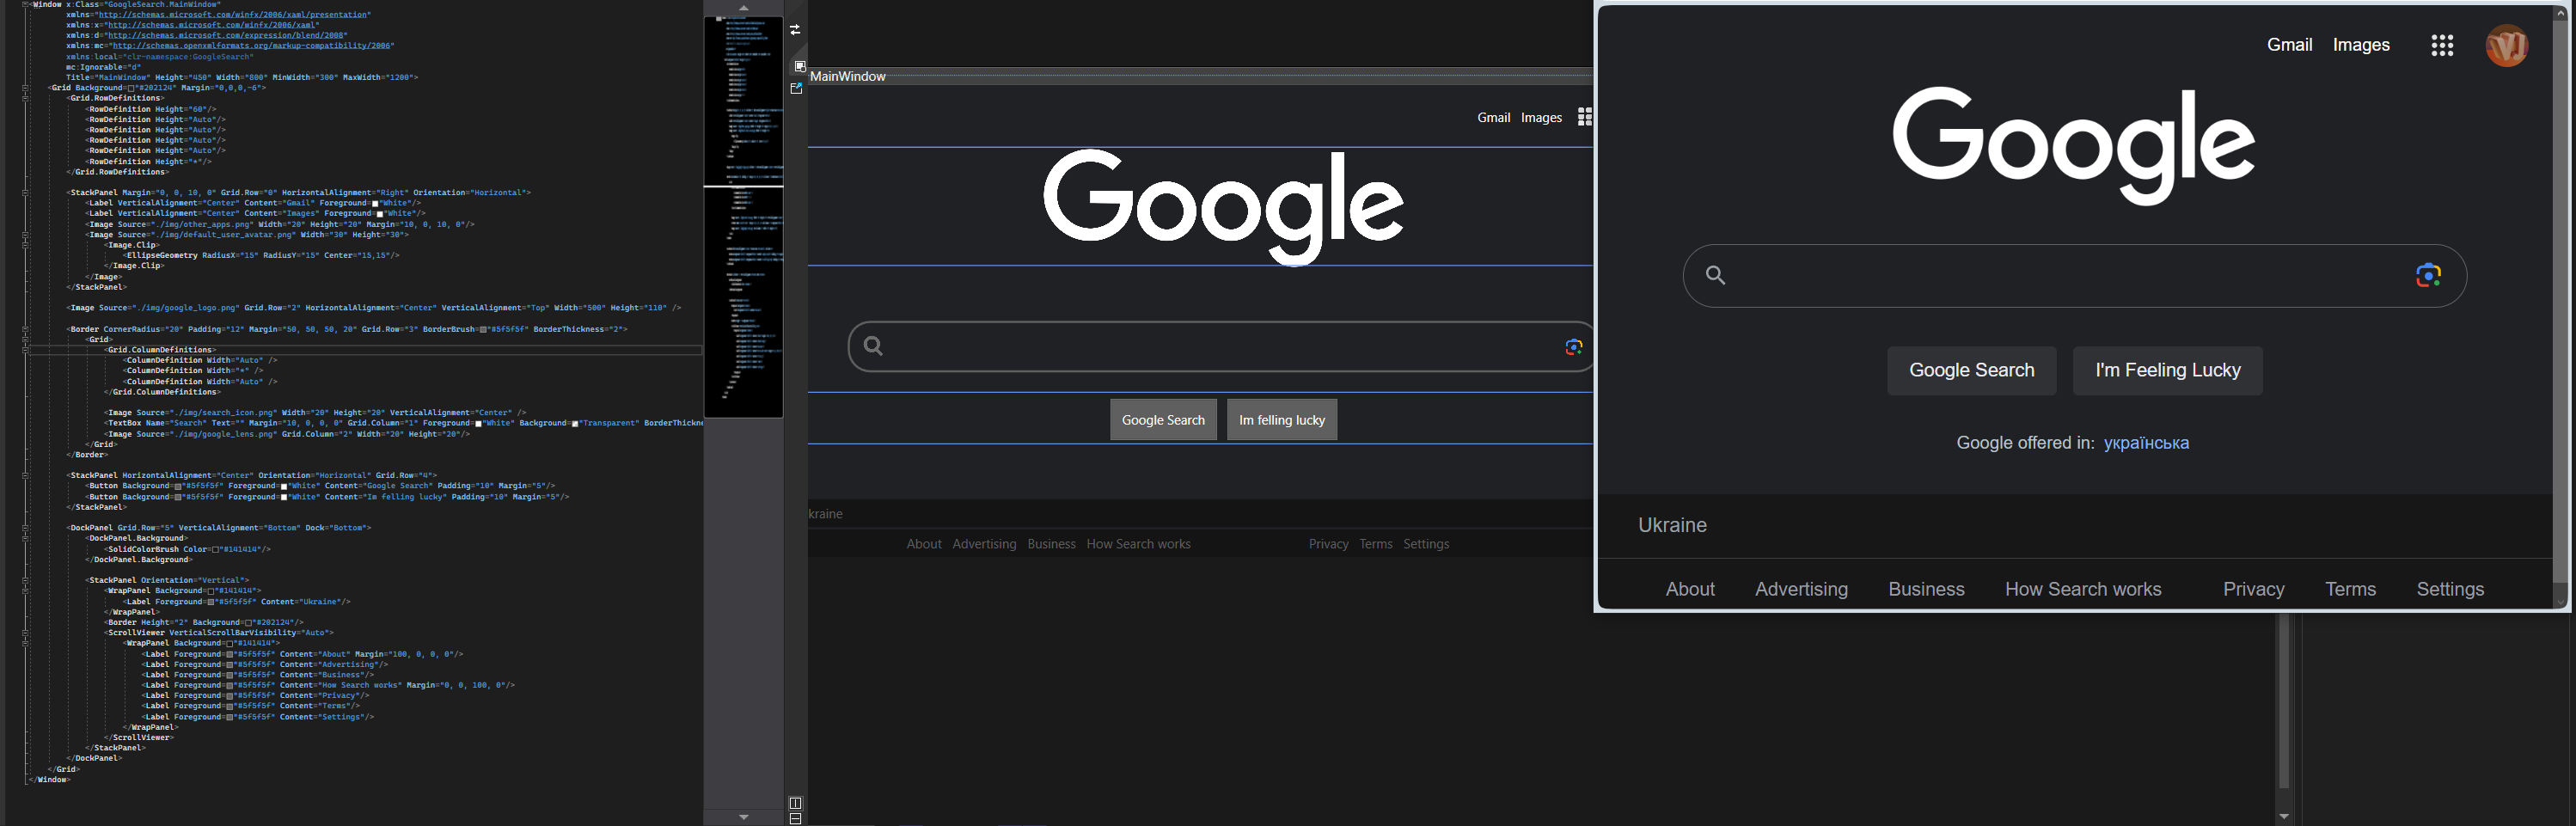 <Window x:Class="GoogleSearch.MainWindow"
xmlns="http://schemas.microsoft.com/winfx/2006/xaml/presentation"
xmlns:x="http://schemas.microsoft.com/winfx/2006/xaml"
xmlns:d="http://schemas.microsoft.com/expression/blend/2008"
xmlns:mc="http://schemas.openxmlformats.org/markup-compatibility/2006"
xmlns:local="clr-namespace:GoogleSearch"
mc:Ignorable="d"
Title="MainWindow" Height="450" Width="800" MinWidth="300" MaxWidth="1200">
<Grid Background="#202124" Margin="0,0,0,-6">
<Grid.RowDefinitions>
<RowDefinition Height="60"/>
<RowDefinition Height="Auto"/>
<RowDefinition Height="Auto"/>
<RowDefinition Height="Auto"/>
<RowDefinition Height="Auto"/>
<RowDefinition Height="*"/>
</Grid.RowDefinitions>
<StackPanel Margin="0, 0, 10, 0" Grid.Row="0" HorizontalAlignment="Right" Orientation="Horizontal">
<Label VerticalAlignment="Center" Content="Gmail" Foreground="White"/>
<Label VerticalAlignment="Center" Content="Images" Foreground="White"/>
<Image Source="./img/other_apps.png" Width="20" Height="20" Margin="10, 0, 10, 0"/>
<Image Source="./img/default_user_avatar.png" Width="30" Height="30">
<Image.Clip>
<EllipseGeometry RadiusX="15" RadiusY="15" Center="15,15"/>
</Image.Clip>
</Image>
</StackPanel>
<Image Source="./img/google_logo.png" Grid.Row="2" HorizontalAlignment="Center" VerticalAlignment="Top" Width="500" Height="110" />
<Border CornerRadius="20" Padding="12" Margin="50, 50, 50, 20" Grid.Row="3" BorderBrush="#5f5f5f" BorderThickness="2">
<Grid>
<Grid.ColumnDefinitions>
<ColumnDefinition Width="Auto" />
<ColumnDefinition Width="*" />
<ColumnDefinition Width="Auto" />
</Grid.ColumnDefinitions>
<Image Source="./img/search_icon.png" Width="20" Height="20" VerticalAlignment="Center" />
<TextBox Name="Search" Text="" Margin="10, 0, 0, 0" Grid.Column="1" Foreground="White" Background="Transparent" BorderThickne
<Image Source="./img/google_lens.png" Grid.Column="2" Width="20" Height="20"/>
</Grid>
</Border>
<StackPanel HorizontalAlignment="Center" Orientation="Horizontal" Grid.Row="4">
<Button Background="#5f5f5f" Foreground="White" Content="Google Search" Padding="10" Margin="5"/>
<Button Background="#5f5f5f" Foreground="White" Content="Im felling lucky" Padding="10" Margin="5"/>
</StackPanel>
<DockPanel Grid.Row="5" VerticalAlignment="Bottom" Dock="Bottom">
<DockPanel.Background>
<SolidColorBrush Color="#141414"/>
</DockPanel.Background>
<StackPanel Orientation="Vertical">
<WrapPanel Background="#141414">
<Label Foreground="#5f5f5f" Content="Ukraine"/>
</WrapPanel>
<Border Height="2" Background="#202124"/>
<ScrollViewer VerticalScrollBarVisibility="Auto">
<WrapPanel Background="#141414">
<Label Foreground="#5f5f5f" Content="About" Margin="100, 0, 0, 0"/>
<Label Foreground="#5f5f5f" Content="Advertising"/>
<Label Foreground="#5f5f5f" Content="Business"/>
<Label Foreground="#5f5f5f" Content="How Search works" Margin="0, 0, 100, 0"/>
<Label Foreground="#5f5f5f" Content="Privacy"/>
<Label Foreground="#5f5f5f" Content="Terms"/>
<Label Foreground="#5f5f5f" Content="Settings"/>
</WrapPanel>
</ScrollViewer>
</StackPanel>
</DockPanel>
</Grid>
</Window>
MainWindow
Gmail Images
Google
Google Search Im felling lucky
kraine
About Advertising Business How Search works Privacy Terms Settings
Gmail Images
Google
Google Search I'm Feeling Lucky
Google offered in: українська
Ukraine
About Advertising Business How Search works Privacy Terms Settings